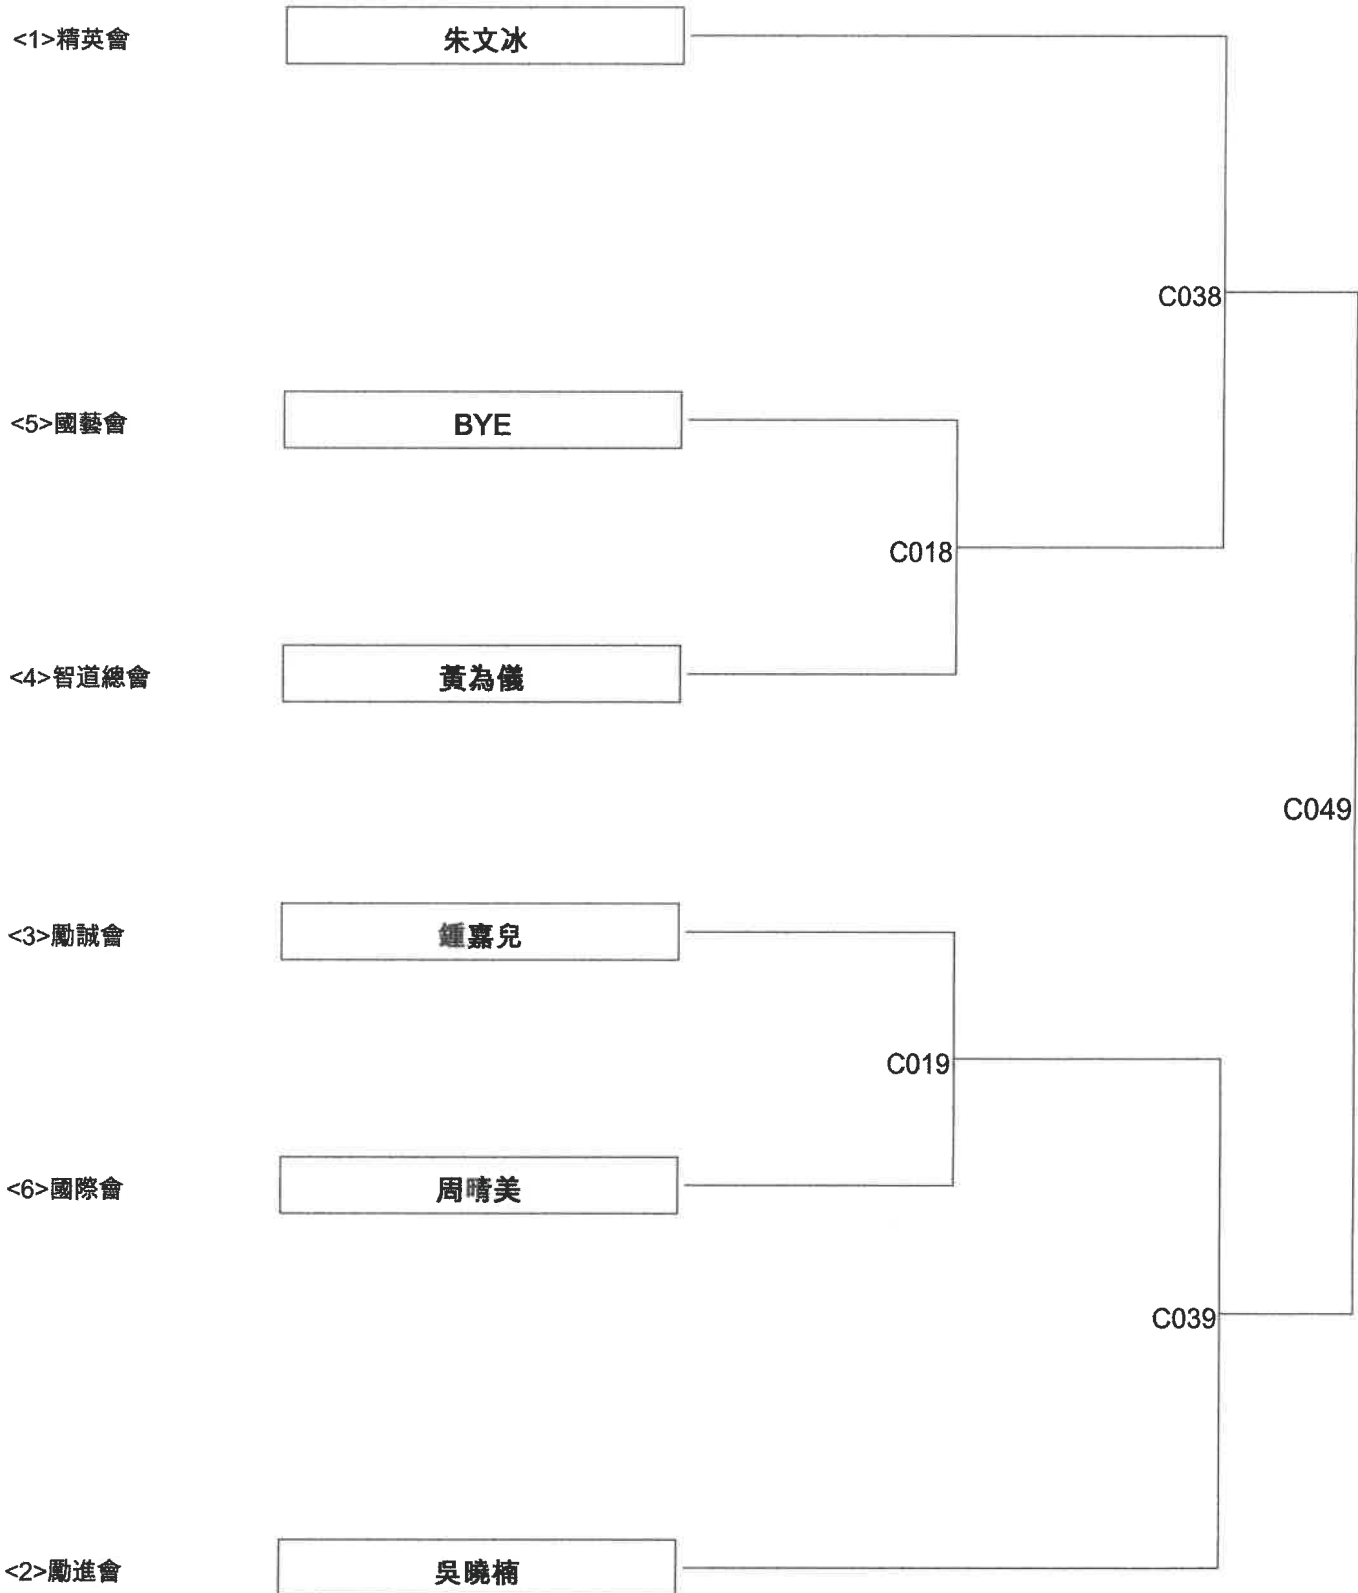 <1>精英會 朱文冰
C038
<5>國藝會 BYE
C018
<4>智道總會 黃為儀
C049
<3>勵誠會 鍾嘉兒
C019
<6>國際會 周晴美
C039
<2>勵進會 吳曉楠